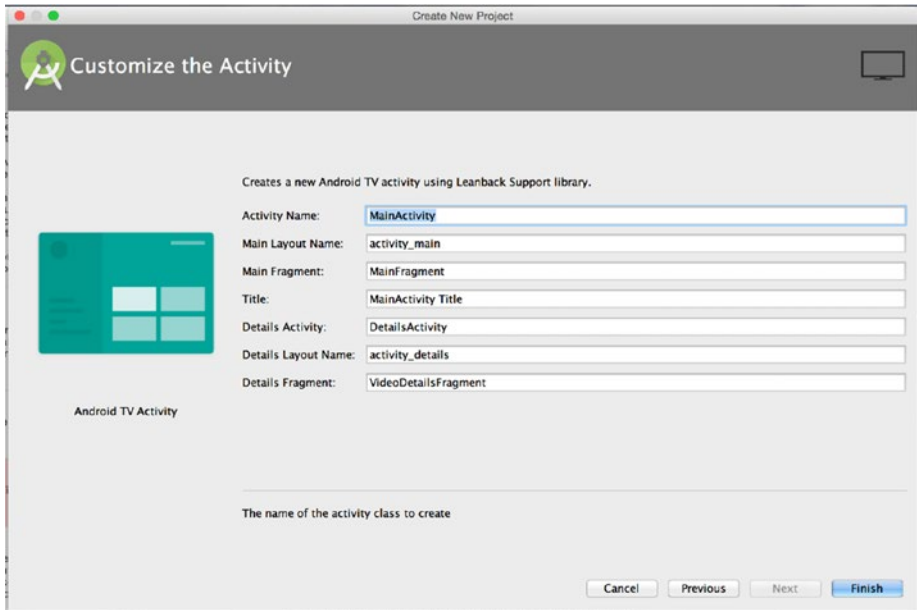 Create New Project
Customize the Activity
Creates a new Android TV activity using Leanback Support library.
Activity Name: MainActivity
Main Layout Name: activity_main
Main Fragment: MainFragment
Title: MainActivity Title
Details Activity: DetailsActivity
Details Layout Name: activity_details
Details Fragment: VideoDetailsFragment
Android TV Activity
The name of the activity class to create
Cancel Previous Next Finish